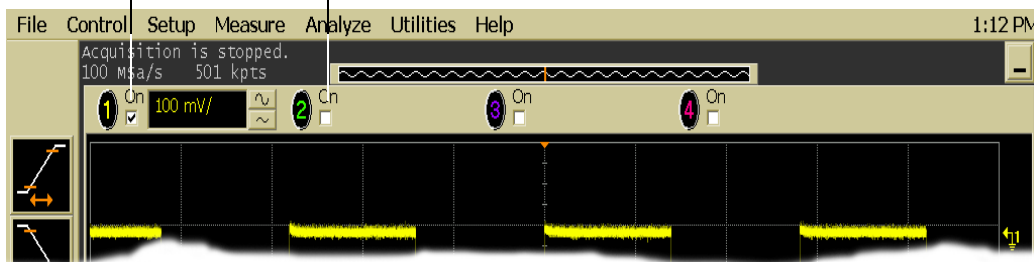 File Control Setup Measure Analyze Utilities Help 1:12 PM
Acquisition is stopped.
100 MSa/s 501 kpts
1 On 100 mV/ 2 On 3 On 4 On
1